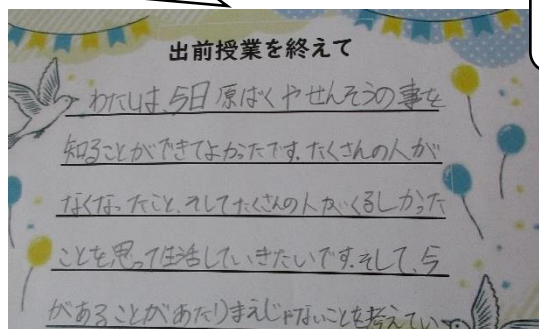 出前授業を終えて
わたしは、今日原ばくやせんそうの事を
知ることができてよかったです。たくさんの人が
なくなったこと、そしてたくさんの人がくるしかった
ことを思って生活していきたいです。そして、今
があることがあたりまえじゃないことを考えてい